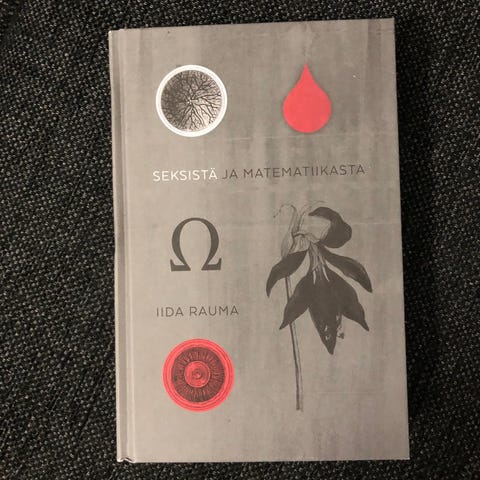 SEKSISTÄ JA MATEMATIIKASTA
Ω
IIDA RAUMA